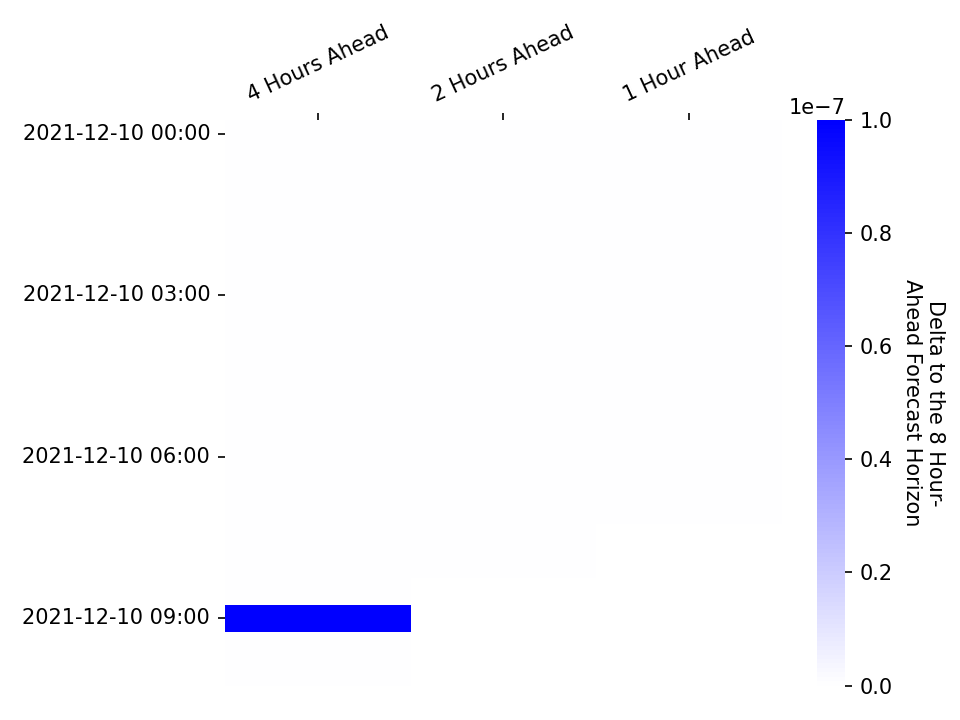 4 Hours Ahead
2 Hours Ahead
1 Hour Ahead
1e−7
2021-12-10 00:00
2021-12-10 03:00
2021-12-10 06:00
2021-12-10 09:00
1.0
0.8
0.6
0.4
0.2
0.0
Delta to the 8 Hour-
Ahead Forecast Horizon